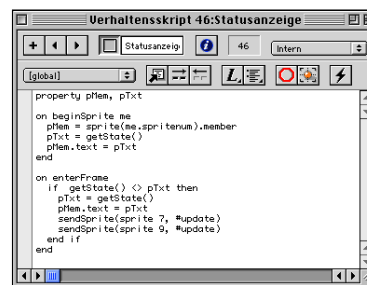 Verhaltensskript 46:Statusanzeige
Statusanzeig
46
Intern
[global]
L
property pMem, pTxt
on beginSprite me
pMem = sprite(me.spritenum).member
pTxt = getState()
pMem.text = pTxt
end
on enterFrame
if getState() <> pTxt then
pTxt = getState()
pMem.text = pTxt
sendSprite(sprite 7, #update)
sendSprite(sprite 9, #update)
end if
end